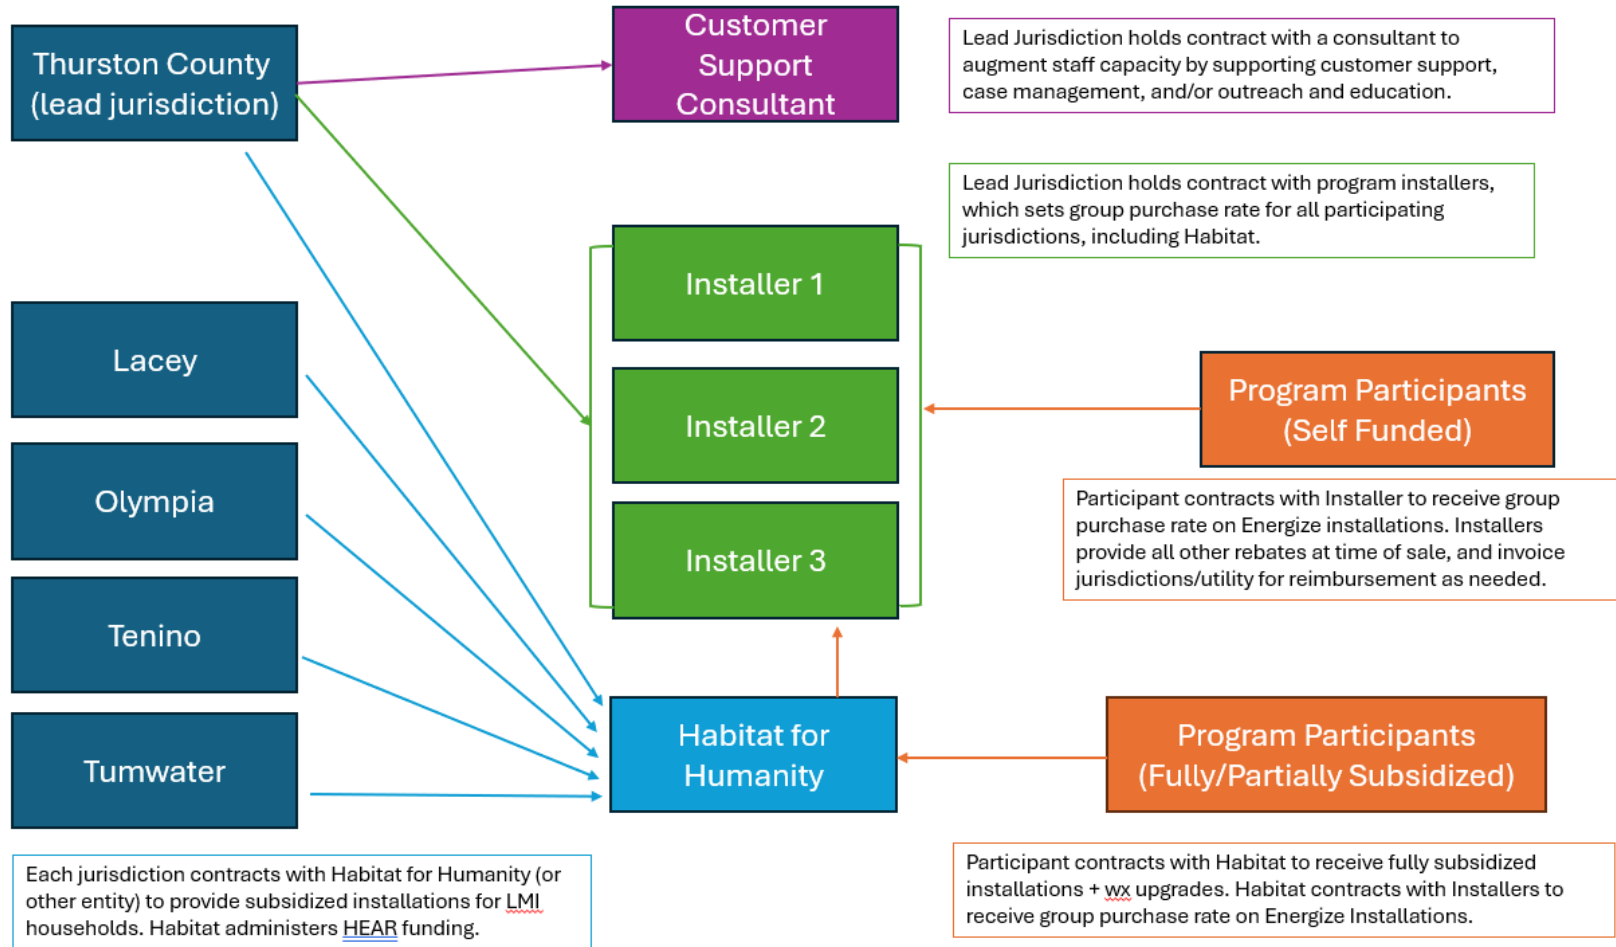 Thurston County
(lead jurisdiction)
Customer
Support
Consultant
Lead Jurisdiction holds contract with a consultant to
augment staff capacity by supporting customer support,
case management, and/or outreach and education.
Lead Jurisdiction holds contract with program installers,
which sets group purchase rate for all participating
jurisdictions, including Habitat.
Installer 1
Lacey
Program Participants
(Self Funded)
Installer 2
Olympia
Participant contracts with Installer to receive group
purchase rate on Energize installations. Installers
provide all other rebates at time of sale, and invoice
jurisdictions/utility for reimbursement as needed.
Installer 3
Tenino
Tumwater
Habitat for
Humanity
Program Participants
(Fully/Partially Subsidized)
Each jurisdiction contracts with Habitat for Humanity (or
other entity) to provide subsidized installations for LMI
households. Habitat administers HEAR funding.
Participant contracts with Habitat to receive fully subsidized
installations + wx upgrades. Habitat contracts with Installers to
receive group purchase rate on Energize Installations.